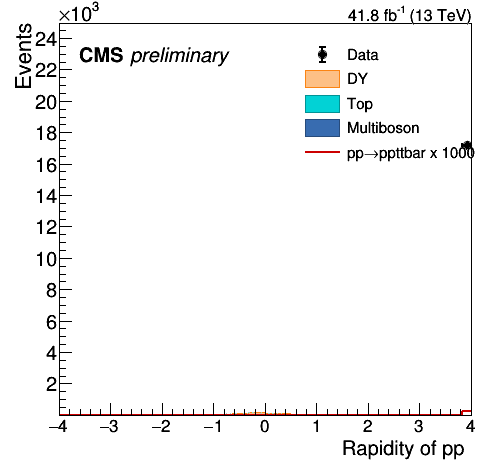 ×10³
41.8 fb⁻¹ (13 TeV)
Events
CMS preliminary
Data
DY
Top
Multiboson
pp→ppttbar x 1000
24
22
20
18
16
14
12
10
8
6
4
2
−4 −3 −2 −1 0 1 2 3 4
Rapidity of pp